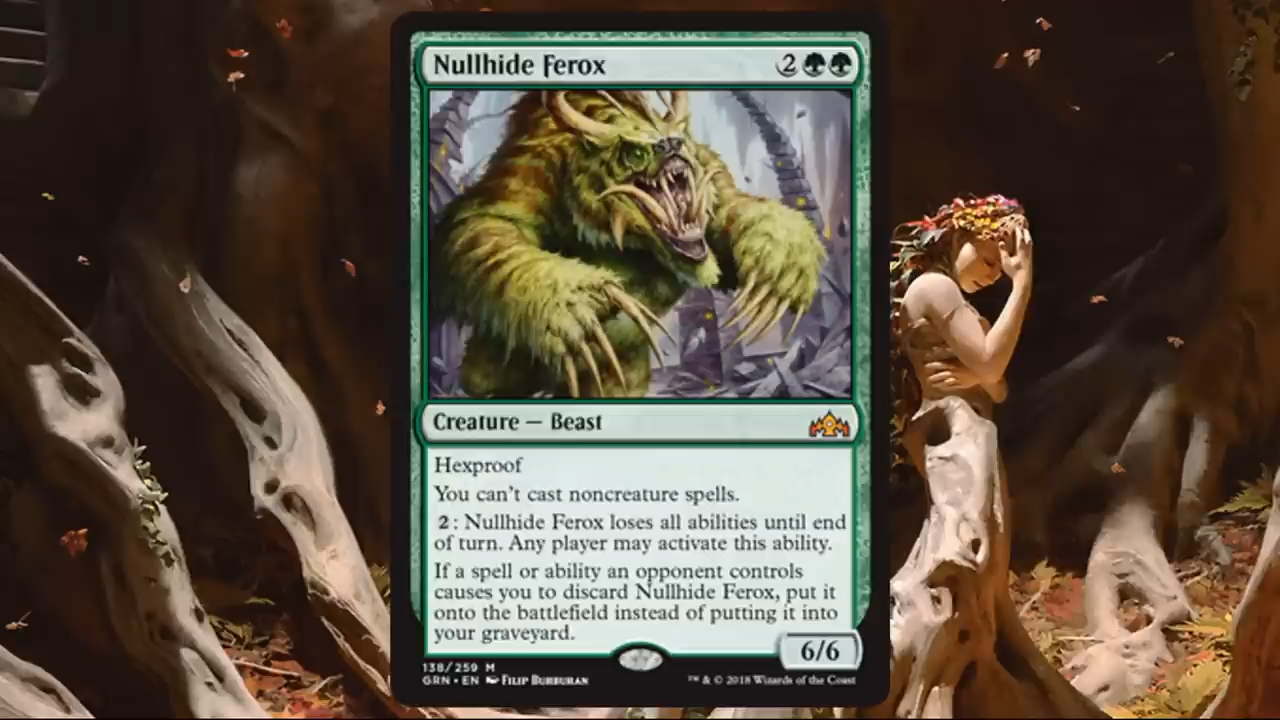 Nullhide Ferox 2
Creature — Beast
Hexproof
You can't cast noncreature spells.
2: Nullhide Ferox loses all abilities until end
of turn. Any player may activate this ability.
If a spell or ability an opponent controls
causes you to discard Nullhide Ferox, put it
onto the battlefield instead of putting it into
your graveyard.
6/6
138/259 M
GRN • EN Filip Burburan
™ & © 2018 Wizards of the Coast